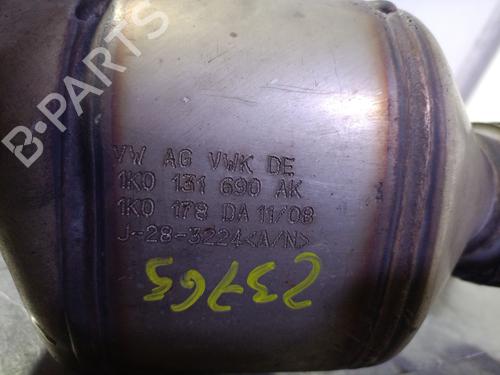 B-PARTS
VW AG VWK DE
1K0 131 690 AK
1K0 178 DA 11/08
J-28-3224<A/N>
23763